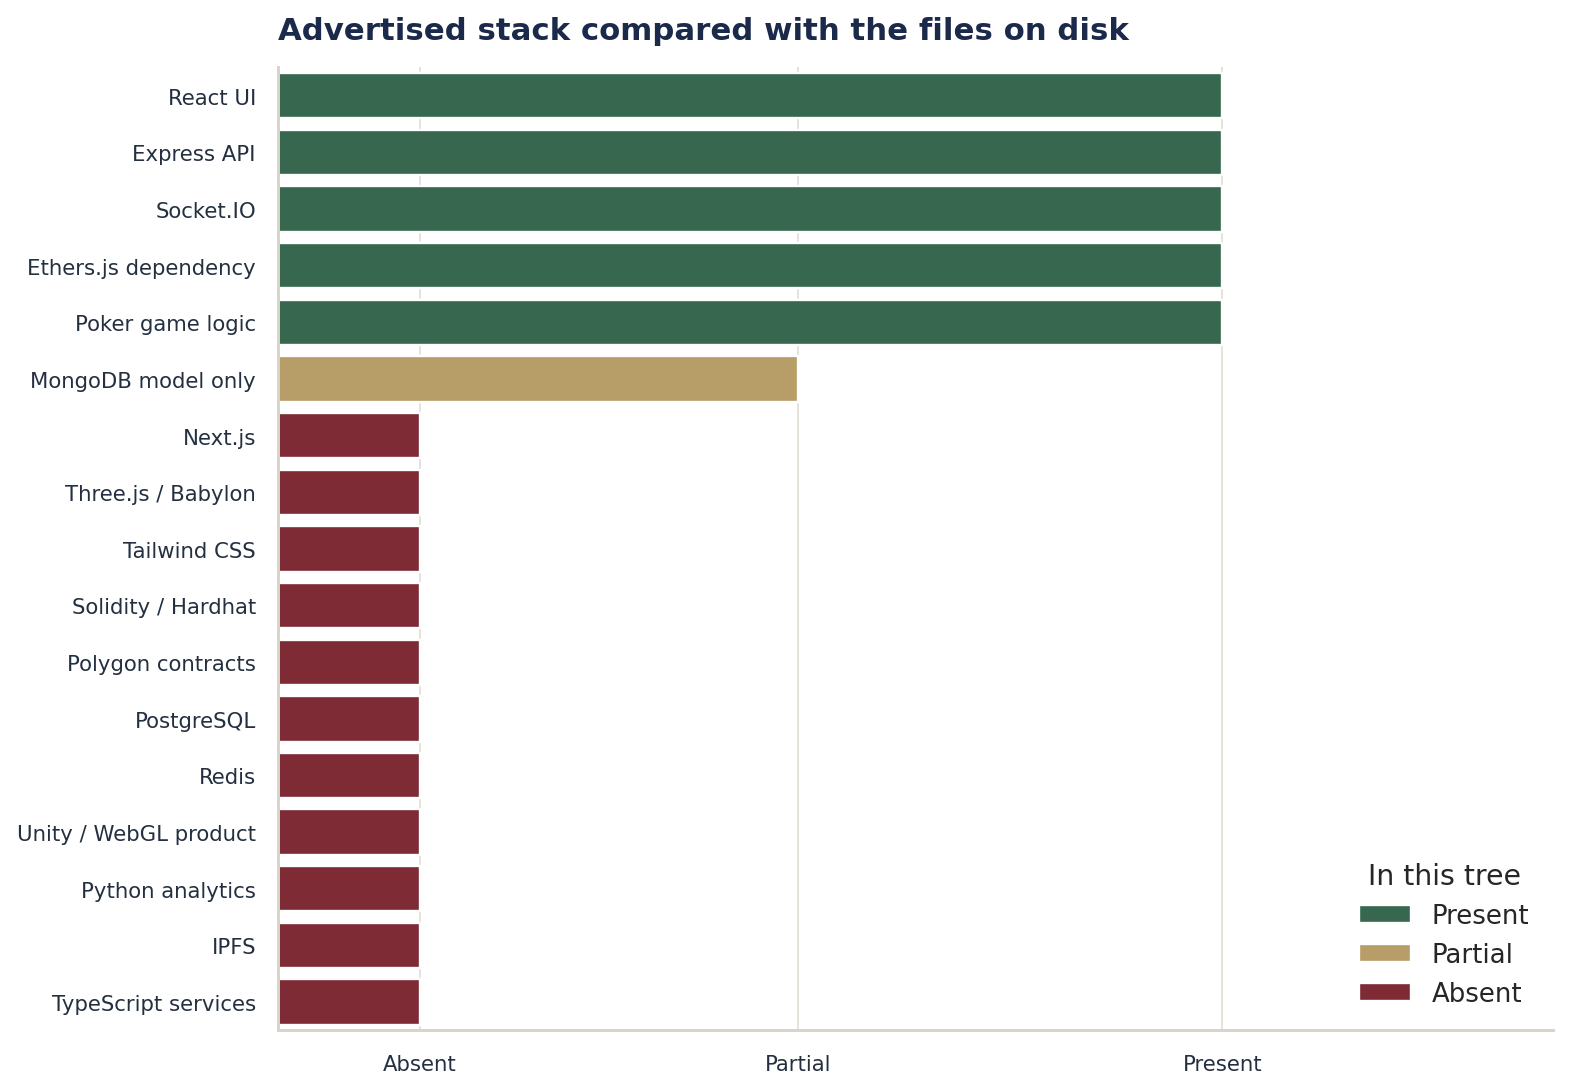 Advertised stack compared with the files on disk
React UI
Express API
Socket.IO
Ethers.js dependency
Poker game logic
MongoDB model only
Next.js
Three.js / Babylon
Tailwind CSS
Solidity / Hardhat
Polygon contracts
PostgreSQL
Redis
Unity / WebGL product
Python analytics
IPFS
TypeScript services
In this tree
Present
Partial
Absent
Absent
Partial
Present